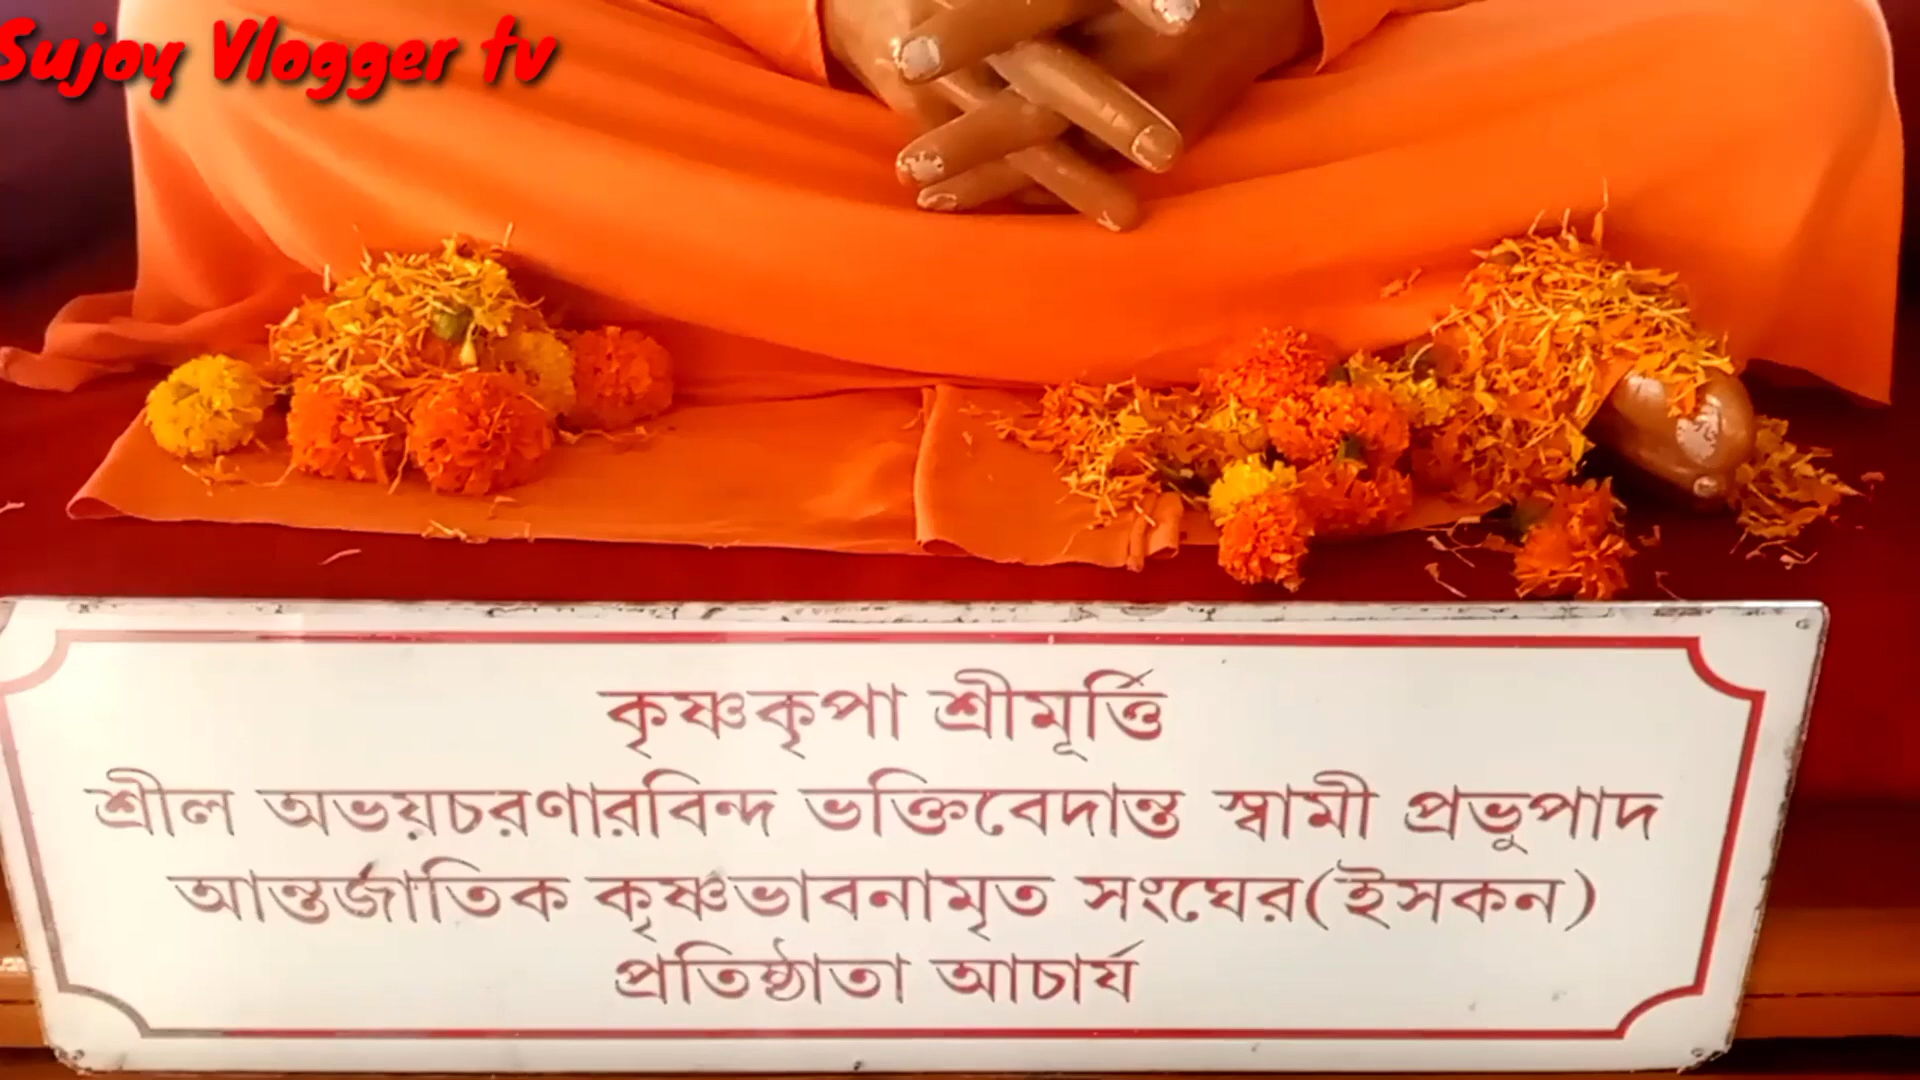 Sujoy Vlogger tv
কৃষ্ণকৃপা শ্রীমূর্ত্তি
শ্রীল অভয়চরণারবিন্দ ভক্তিবেদান্ত স্বামী প্রভুপাদ
আন্তর্জাতিক কৃষ্ণভাবনামৃত সংঘের(ইসকন)
প্রতিষ্ঠাতা আচার্য